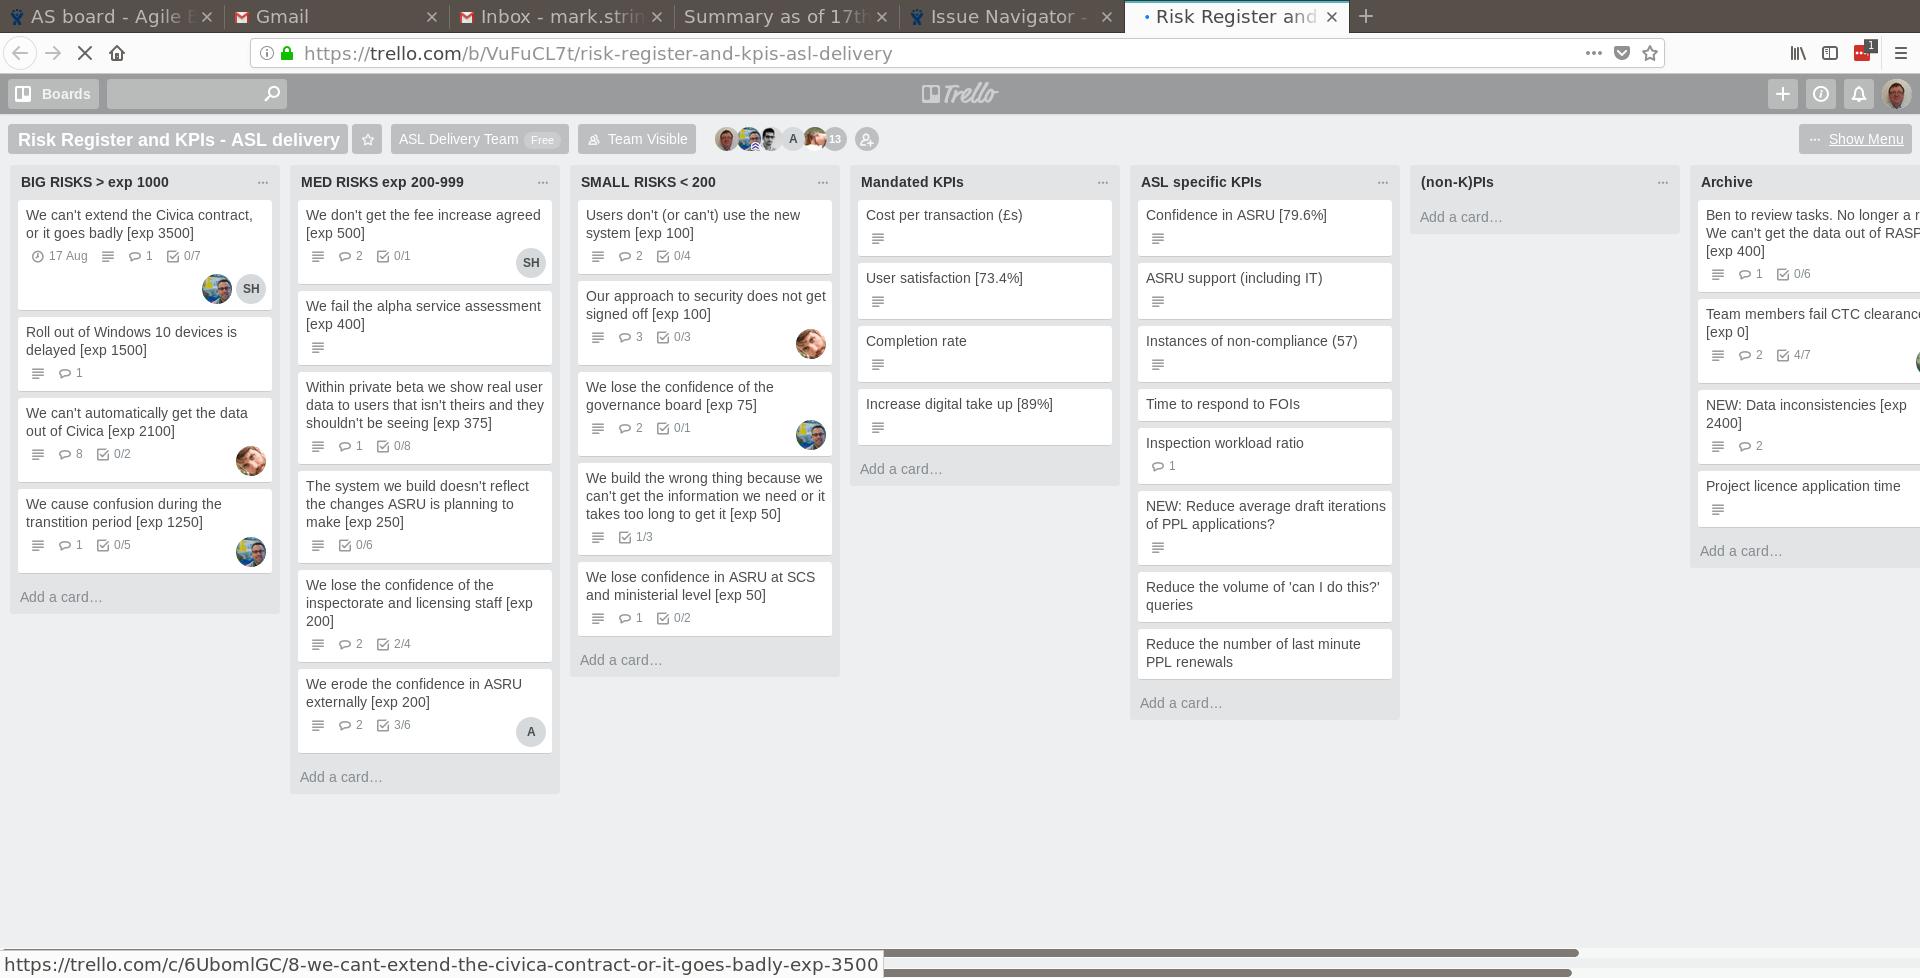 AS board - Agile B
Gmail
Inbox - mark.strin
Summary as of 17th
Issue Navigator -
Risk Register and
https://trello.com/b/VuFuCL7t/risk-register-and-kpis-asl-delivery
1
Boards
Trello
Risk Register and KPIs - ASL delivery
ASL Delivery Team Free
Team Visible
A
13
Show Menu
BIG RISKS > exp 1000
We can't extend the Civica contract,
or it goes badly [exp 3500]
17 Aug 1 0/7
SH
Roll out of Windows 10 devices is
delayed [exp 1500]
1
We can't automatically get the data
out of Civica [exp 2100]
8 0/2
We cause confusion during the
transtition period [exp 1250]
1 0/5
Add a card…
MED RISKS exp 200-999
We don't get the fee increase agreed
[exp 500]
2 0/1
SH
We fail the alpha service assessment
[exp 400]
Within private beta we show real user
data to users that isn't theirs and they
shouldn't be seeing [exp 375]
1 0/8
The system we build doesn't reflect
the changes ASRU is planning to
make [exp 250]
0/6
We lose the confidence of the
inspectorate and licensing staff [exp
200]
2 2/4
We erode the confidence in ASRU
externally [exp 200]
2 3/6
A
Add a card…
SMALL RISKS < 200
Users don't (or can't) use the new
system [exp 100]
2 0/4
Our approach to security does not get
signed off [exp 100]
3 0/3
We lose the confidence of the
governance board [exp 75]
2 0/1
We build the wrong thing because we
can't get the information we need or it
takes too long to get it [exp 50]
1/3
We lose confidence in ASRU at SCS
and ministerial level [exp 50]
1 0/2
Add a card…
Mandated KPIs
Cost per transaction (£s)
User satisfaction [73.4%]
Completion rate
Increase digital take up [89%]
Add a card…
ASL specific KPIs
Confidence in ASRU [79.6%]
ASRU support (including IT)
Instances of non-compliance (57)
Time to respond to FOIs
Inspection workload ratio
1
NEW: Reduce average draft iterations
of PPL applications?
Reduce the volume of 'can I do this?'
queries
Reduce the number of last minute
PPL renewals
Add a card…
(non-K)PIs
Add a card…
Archive
Ben to review tasks. No longer a r
We can't get the data out of RASP
[exp 400]
1 0/6
Team members fail CTC clearance
[exp 0]
2 4/7
NEW: Data inconsistencies [exp
2400]
2
Project licence application time
Add a card…
https://trello.com/c/6UbomlGC/8-we-cant-extend-the-civica-contract-or-it-goes-badly-exp-3500